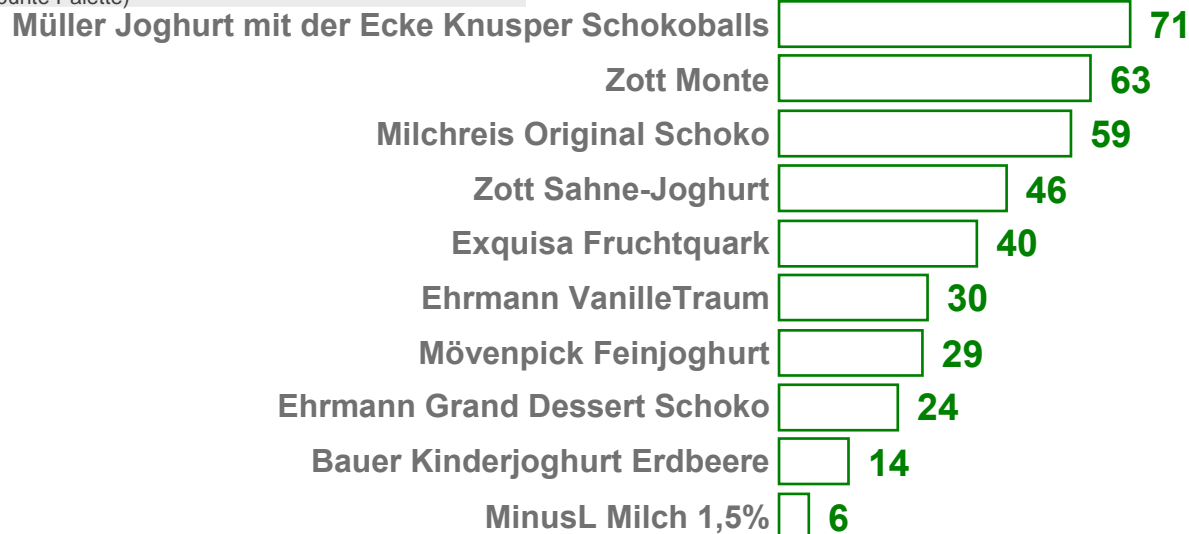 Palette)
Müller Joghurt mit der Ecke Knusper Schokoballs 71
Zott Monte 63
Milchreis Original Schoko 59
Zott Sahne-Joghurt 46
Exquisa Fruchtquark 40
Ehrmann VanilleTraum 30
Mövenpick Feinjoghurt 29
Ehrmann Grand Dessert Schoko 24
Bauer Kinderjoghurt Erdbeere 14
MinusL Milch 1,5% 6